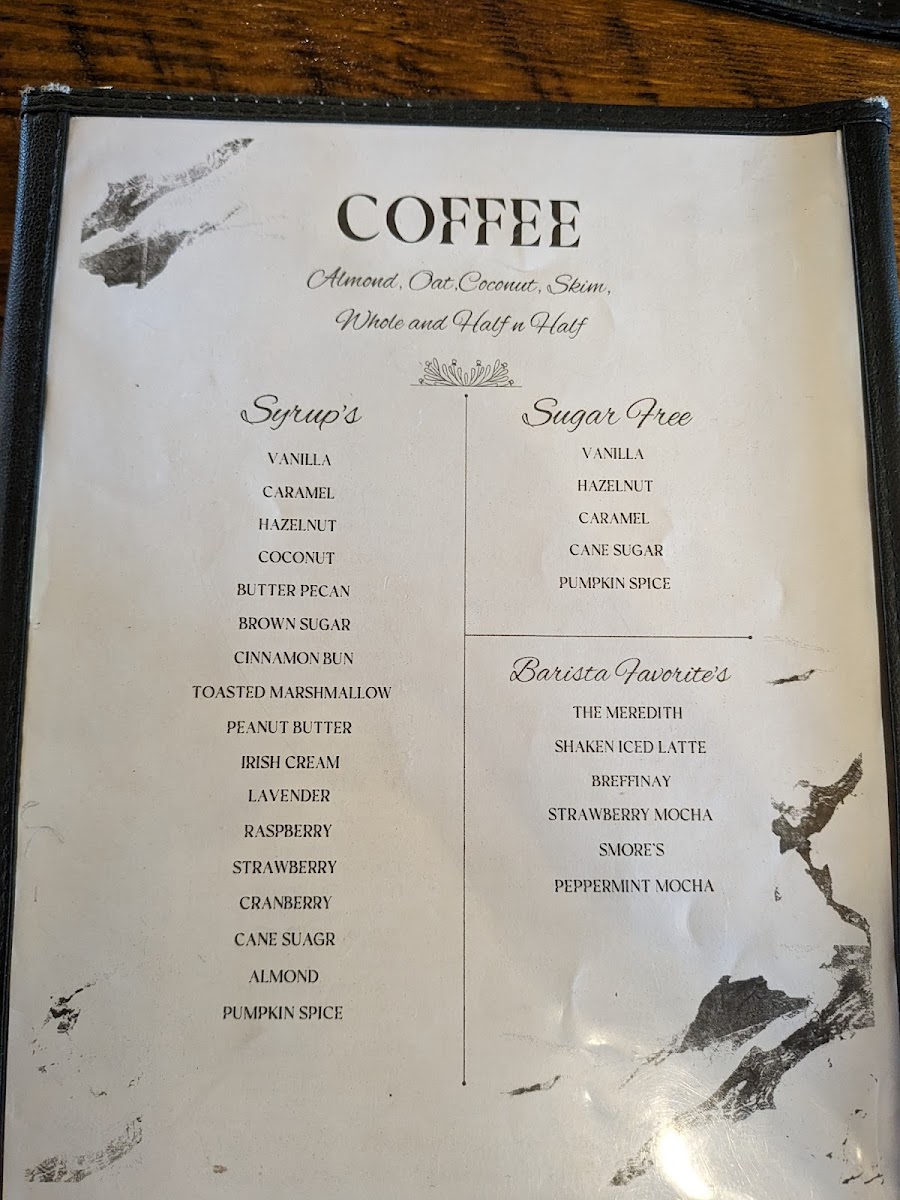 COFFEE
Almond, Oat,Coconut, Skim,
Whole and Half n Half
Syrup's
VANILLA
CARAMEL
HAZELNUT
COCONUT
BUTTER PECAN
BROWN SUGAR
CINNAMON BUN
TOASTED MARSHMALLOW
PEANUT BUTTER
IRISH CREAM
LAVENDER
RASPBERRY
STRAWBERRY
CRANBERRY
CANE SUAGR
ALMOND
PUMPKIN SPICE
Sugar Free
VANILLA
HAZELNUT
CARAMEL
CANE SUGAR
PUMPKIN SPICE
Barista Favorite's
THE MEREDITH
SHAKEN ICED LATTE
BREFFINAY
STRAWBERRY MOCHA
SMORE'S
PEPPERMINT MOCHA